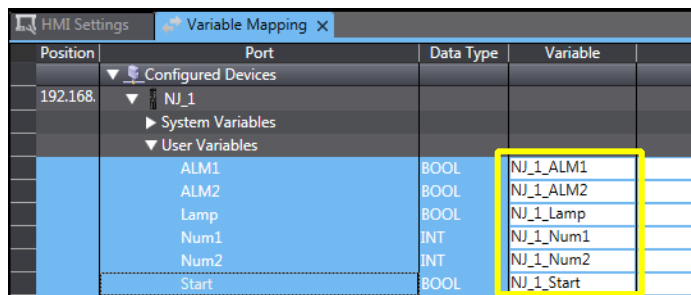 HMI Settings Variable Mapping X
Position Port Data Type Variable
Configured Devices
192.168. NJ_1
System Variables
User Variables
ALM1 BOOL NJ_1_ALM1
ALM2 BOOL NJ_1_ALM2
Lamp BOOL NJ_1_Lamp
Num1 INT NJ_1_Num1
Num2 INT NJ_1_Num2
Start BOOL NJ_1_Start